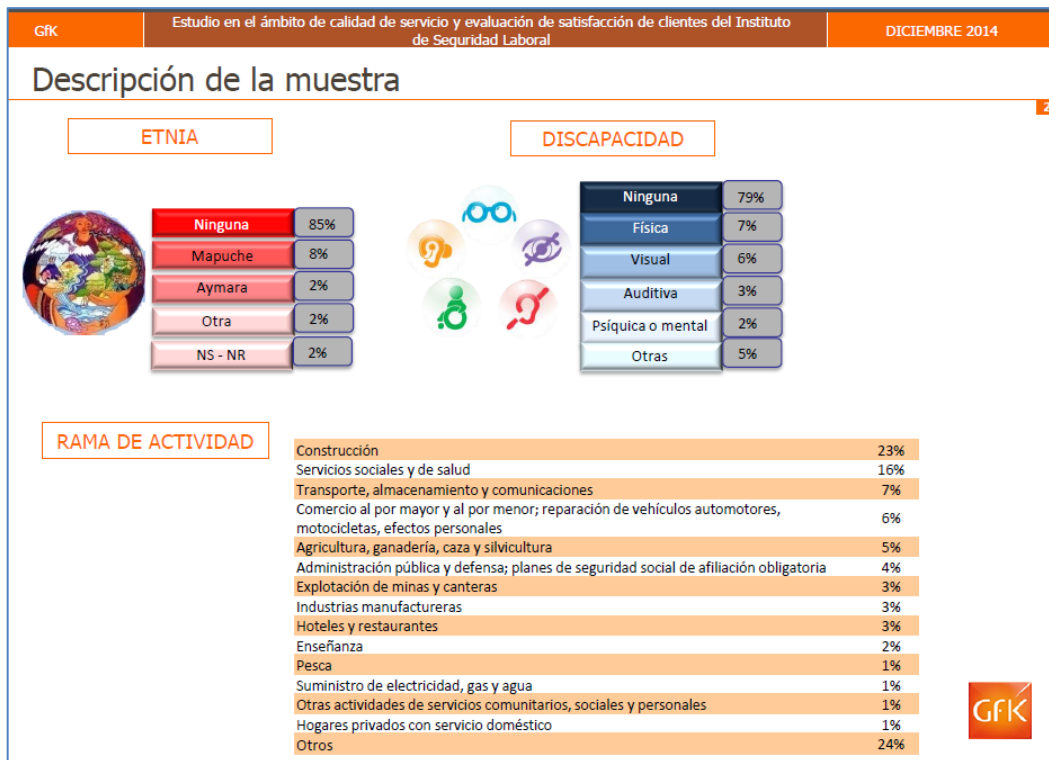 GfK
Estudio en el ámbito de calidad de servicio y evaluación de satisfacción de clientes del Instituto
de Seguridad Laboral
DICIEMBRE 2014
Descripción de la muestra
2
ETNIA
Ninguna 85%
Mapuche 8%
Aymara 2%
Otra 2%
NS - NR 2%
DISCAPACIDAD
Ninguna 79%
Física 7%
Visual 6%
Auditiva 3%
Psíquica o mental 2%
Otras 5%
RAMA DE ACTIVIDAD
Construcción 23%
Servicios sociales y de salud 16%
Transporte, almacenamiento y comunicaciones 7%
Comercio al por mayor y al por menor; reparación de vehículos automotores,
motocicletas, efectos personales 6%
Agricultura, ganadería, caza y silvicultura 5%
Administración pública y defensa; planes de seguridad social de afiliación obligatoria 4%
Explotación de minas y canteras 3%
Industrias manufactureras 3%
Hoteles y restaurantes 3%
Enseñanza 2%
Pesca 1%
Suministro de electricidad, gas y agua 1%
Otras actividades de servicios comunitarios, sociales y personales 1%
Hogares privados con servicio doméstico 1%
Otros 24%
GfK